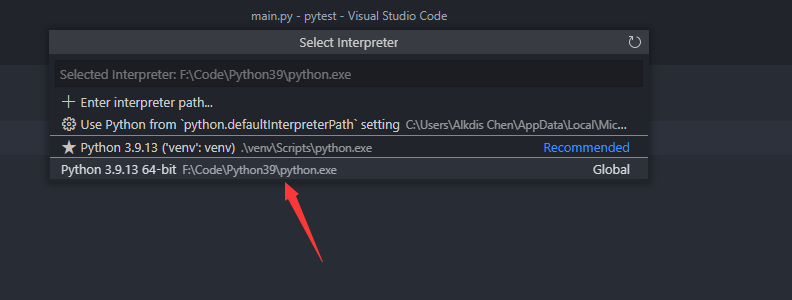 main.py - pytest - Visual Studio Code
Select Interpreter
Selected Interpreter: F:\Code\Python39\python.exe
Enter interpreter path...
Use Python from `python.defaultInterpreterPath` setting C:\Users\Alkdis Chen\AppData\Local\Mic...
Python 3.9.13 ('venv': venv) .\venv\Scripts\python.exe Recommended
Python 3.9.13 64-bit F:\Code\Python39\python.exe Global